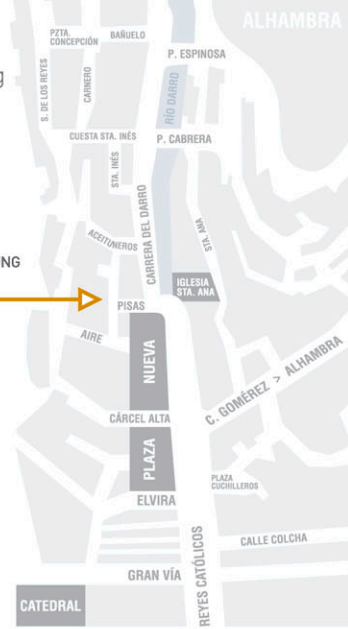 ALHAMBRA
PZTA.
CONCEPCIÓN
BAÑUELO
P. ESPINOSA
g
S. DE LOS REYES
CARNERO
RÍO DARRO
CUESTA STA. INÉS
P. CABRERA
STA. INÉS
CARRERA DEL DARRO
STA. ANA
ACEITUNEROS
NG
IGLESIA
STA. ANA
PISAS
AIRE
PLAZA NUEVA
C. GOMÉREZ > ALHAMBRA
CÁRCEL ALTA
PLAZA
CUCHILLEROS
ELVIRA
REYES CATÓLICOS
CALLE COLCHA
GRAN VÍA
CATEDRAL